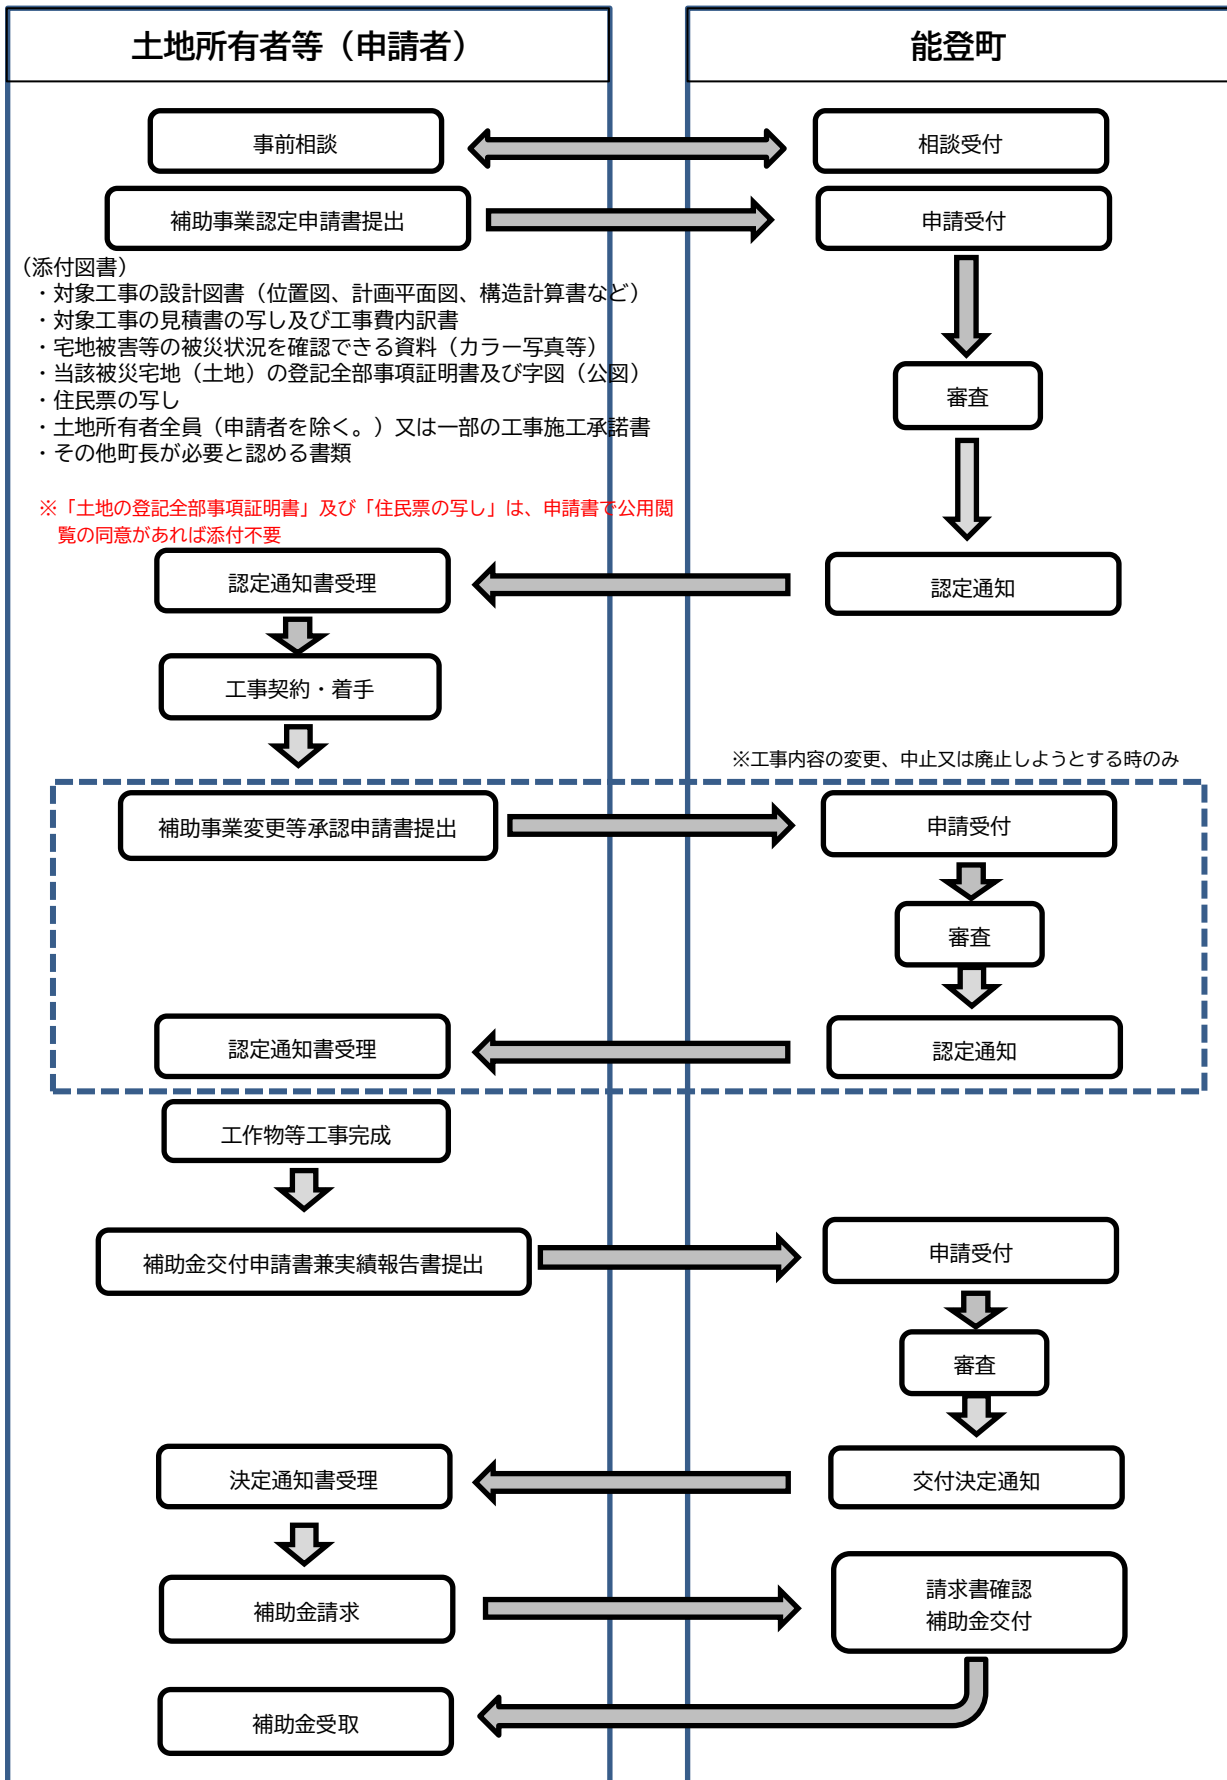 土地所有者等（申請者）
能登町
事前相談
相談受付
補助事業認定申請書提出
申請受付
（添付図書）
・対象工事の設計図書（位置図、計画平面図、構造計算書など）
・対象工事の見積書の写し及び工事費内訳書
・宅地被害等の被災状況を確認できる資料（カラー写真等）
・当該被災宅地（土地）の登記全部事項証明書及び字図（公図）
・住民票の写し
・土地所有者全員（申請者を除く。）又は一部の工事施工承諾書
・その他町長が必要と認める書類
審査
※「土地の登記全部事項証明書」及び「住民票の写し」は、申請書で公用閲
覧の同意があれば添付不要
認定通知書受理
認定通知
工事契約・着手
※工事内容の変更、中止又は廃止しようとする時のみ
補助事業変更等承認申請書提出
申請受付
審査
認定通知書受理
認定通知
工作物等工事完成
補助金交付申請書兼実績報告書提出
申請受付
審査
決定通知書受理
交付決定通知
補助金請求
請求書確認
補助金交付
補助金受取